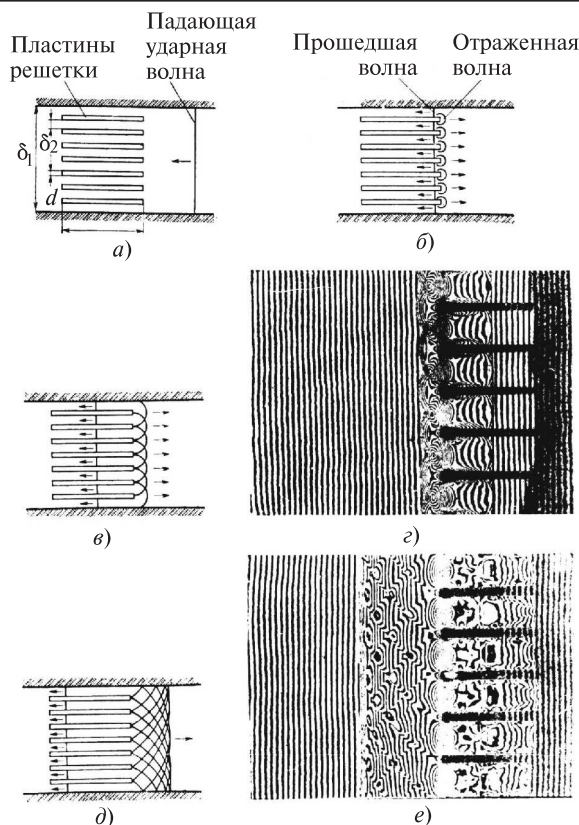 Пластины
решетки
Падающая
ударная
волна
Прошедшая
волна
Отраженная
волна
δ₁
δ₂
d
а)
б)
в)
г)
д)
е)